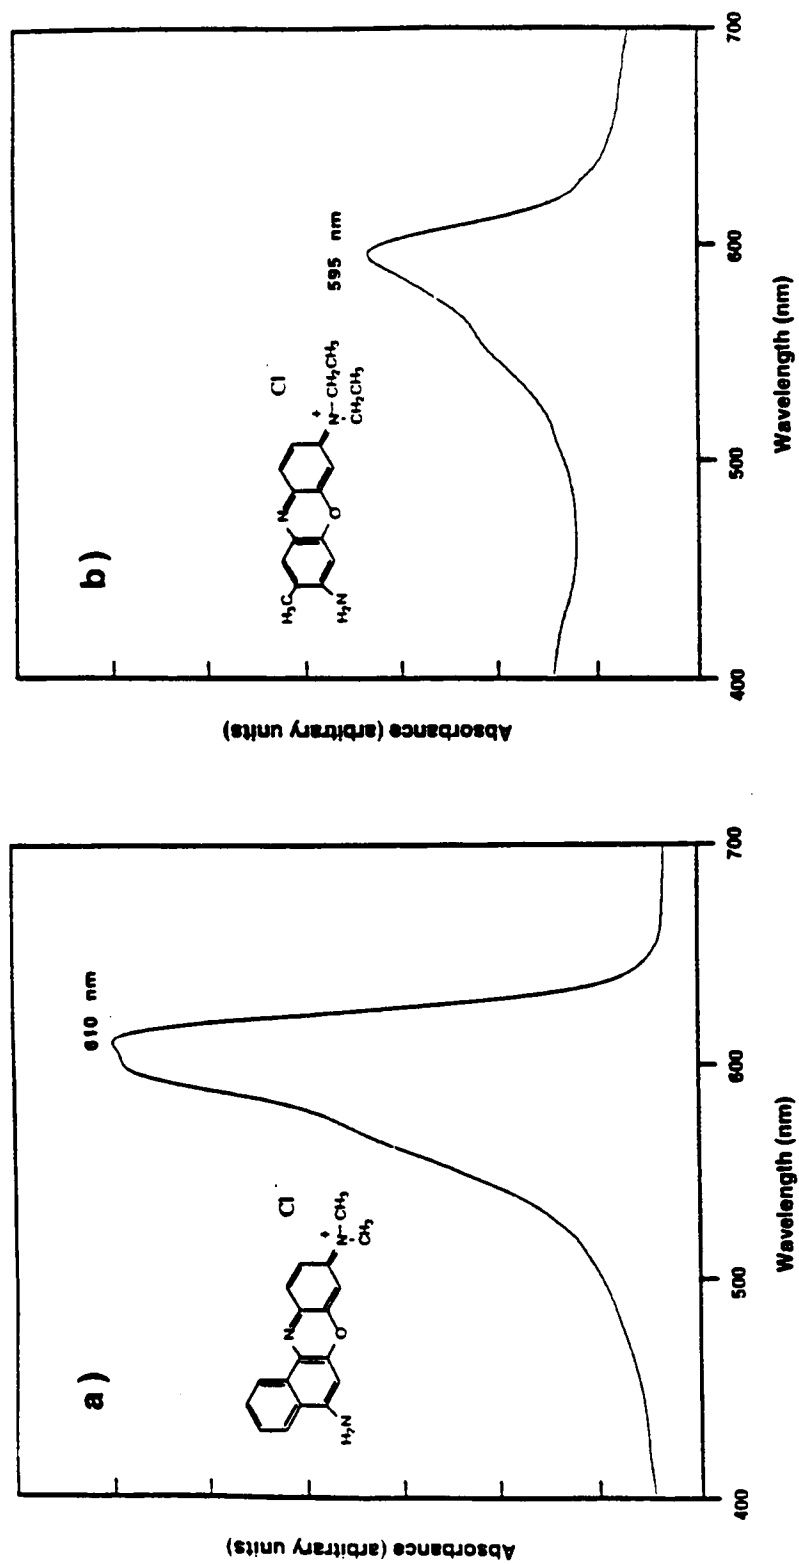 a)
610 nm
Cl
N
O
+
N
CH3
CH3
H2N
Absorbance (arbitrary units)
400
500
600
700
Wavelength (nm)
b)
595 nm
Cl
H3C
N
O
+
N
CH2CH3
CH2CH3
H2N
Absorbance (arbitrary units)
400
500
600
700
Wavelength (nm)